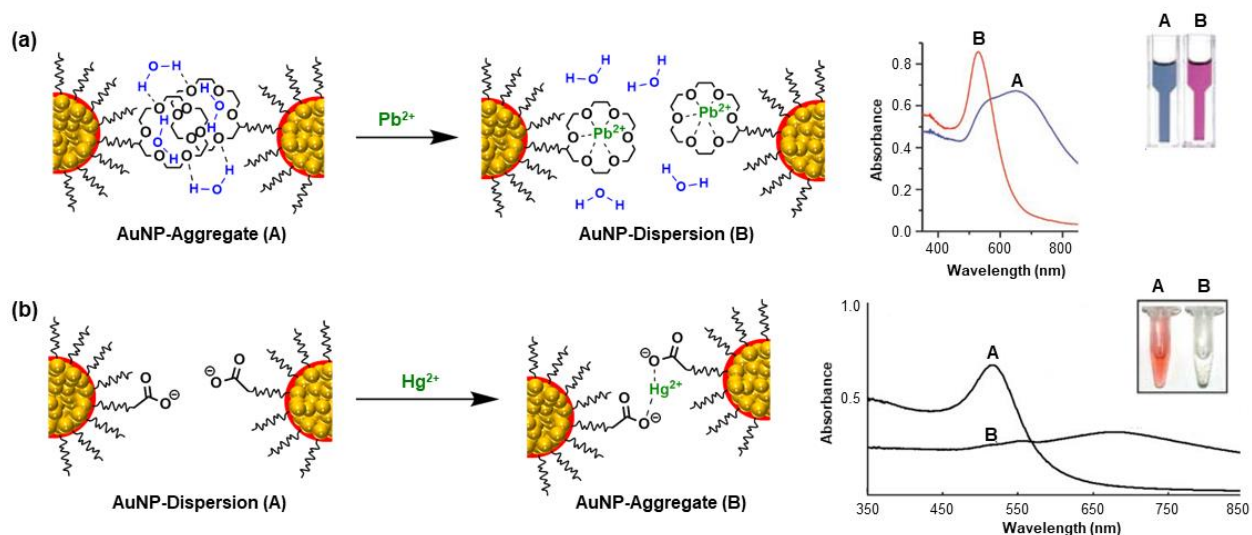 (a)
H O H
H O H
H O H
H O H
O O O O O O
O O O O O O
AuNP-Aggregate (A)
Pb²⁺
H O H
H O H
H O H
H O H
O O O Pb²⁺ O O O
O O O Pb²⁺ O O O
AuNP-Dispersion (B)
B
A
Absorbance
0.8
0.6
0.4
0.2
0.0
400 600 800
Wavelength (nm)
A B
(b)
O O ⊖
⊖ O O
AuNP-Dispersion (A)
Hg²⁺
⊖ O O
Hg²⁺
O O ⊖
AuNP-Aggregate (B)
A
B
Absorbance
1.0
0.5
0.1
350 450 550 650 750 850
Wavelength (nm)
A B